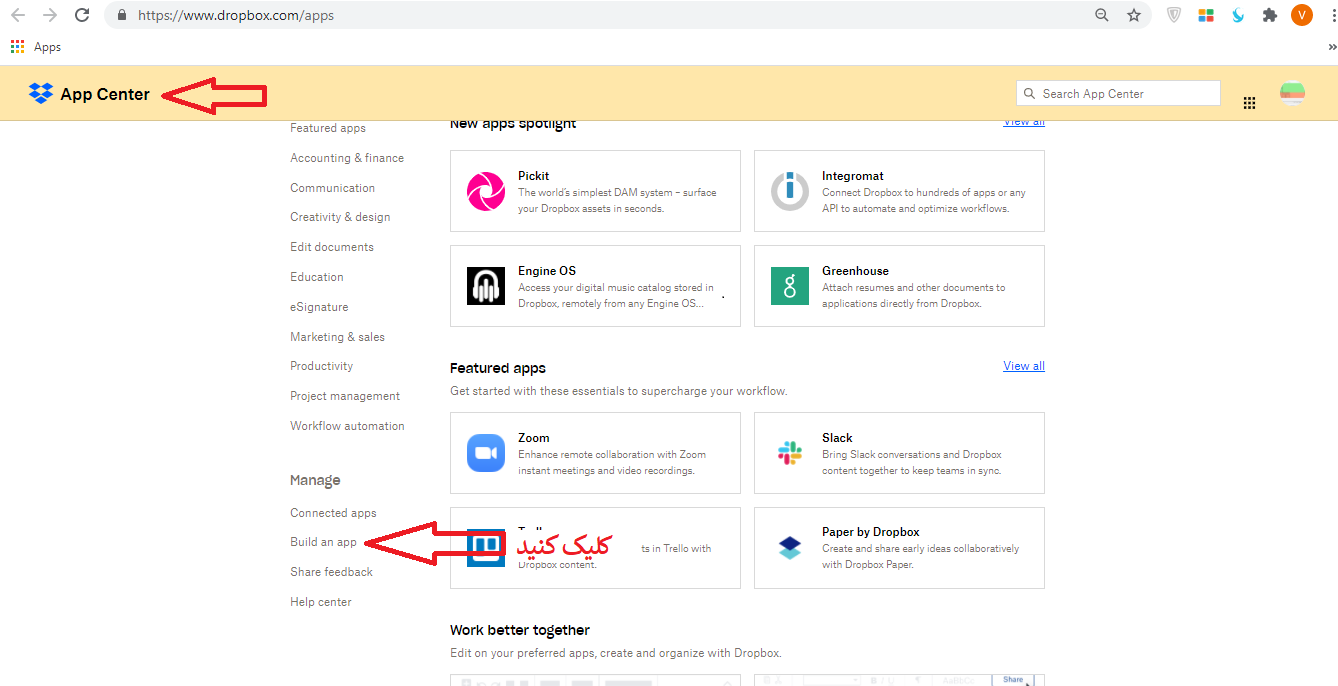 https://www.dropbox.com/apps
V
Apps
»
App Center
Search App Center
Featured apps
Accounting & finance
Communication
Creativity & design
Edit documents
Education
eSignature
Marketing & sales
Productivity
Project management
Workflow automation
Manage
Connected apps
Build an app
Share feedback
Help center
New apps spotlight
View all
Pickit
The world's simplest DAM system – surface
your Dropbox assets in seconds.
Integromat
Connect Dropbox to hundreds of apps or any
API to automate and optimize workflows.
Engine OS
Access your digital music catalog stored in
Dropbox, remotely from any Engine OS...
Greenhouse
Attach resumes and other documents to
applications directly from Dropbox.
Featured apps
View all
Get started with these essentials to supercharge your workflow.
Zoom
Enhance remote collaboration with Zoom
instant meetings and video recordings.
Slack
Bring Slack conversations and Dropbox
content together to keep teams in sync.
کلیک کنید
ts in Trello with
Dropbox content.
Paper by Dropbox
Create and share early ideas collaboratively
with Dropbox Paper.
Work better together
Edit on your preferred apps, create and organize with Dropbox.
Share